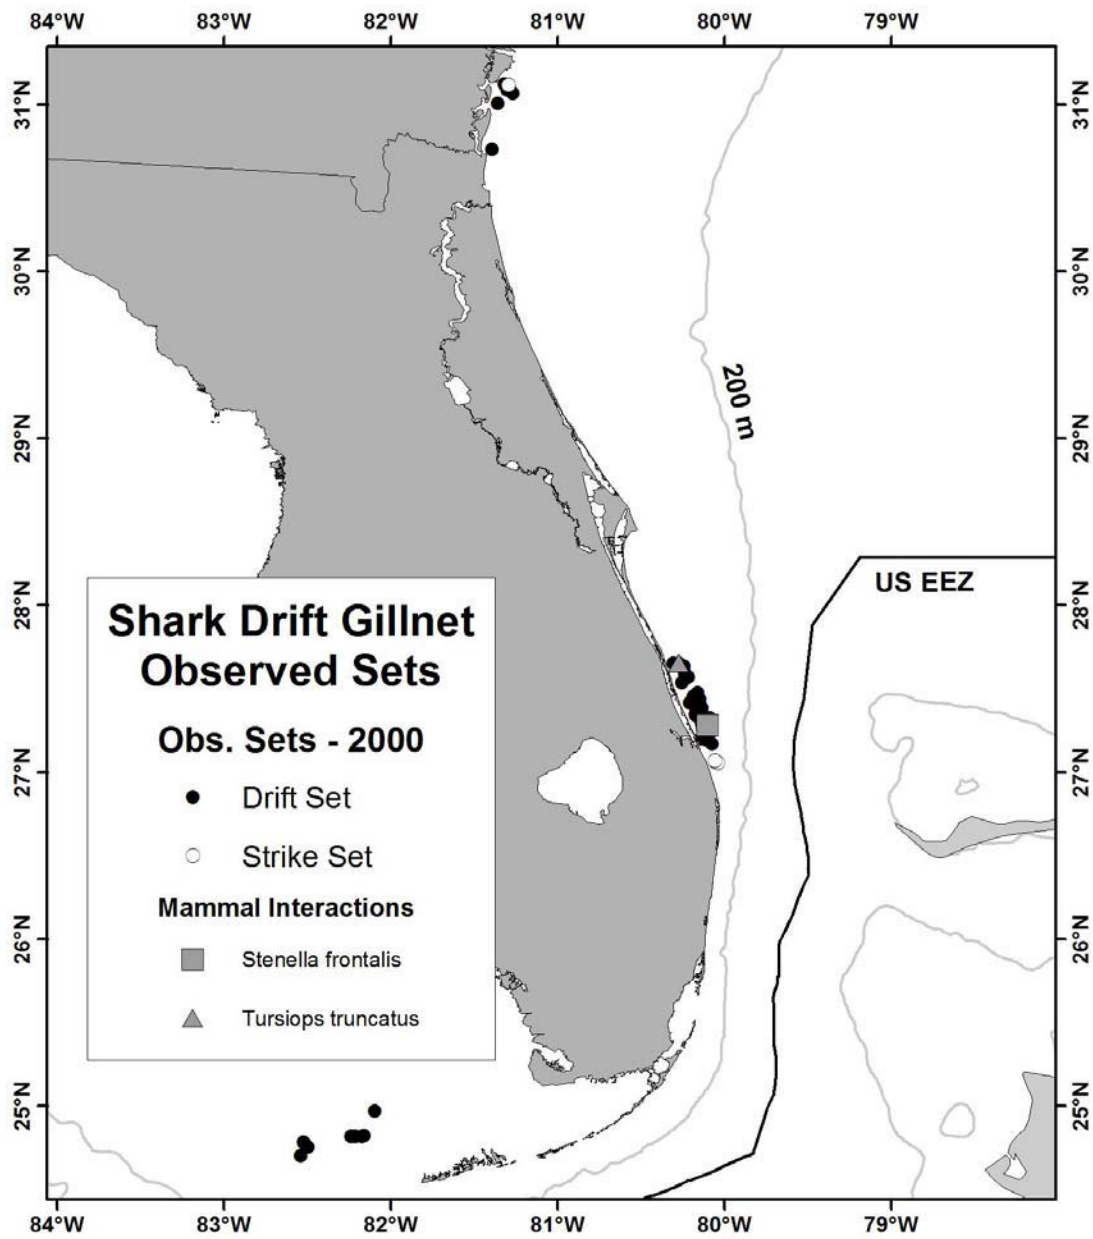 84°W 83°W 82°W 81°W 80°W 79°W
31°N 31°N
30°N 30°N
200 m
29°N 29°N
US EEZ
28°N 28°N
Shark Drift Gillnet
Observed Sets
Obs. Sets - 2000
Drift Set
27°N 27°N
Strike Set
Mammal Interactions
26°N 26°N
Stenella frontalis
Tursiops truncatus
25°N 25°N
84°W 83°W 82°W 81°W 80°W 79°W